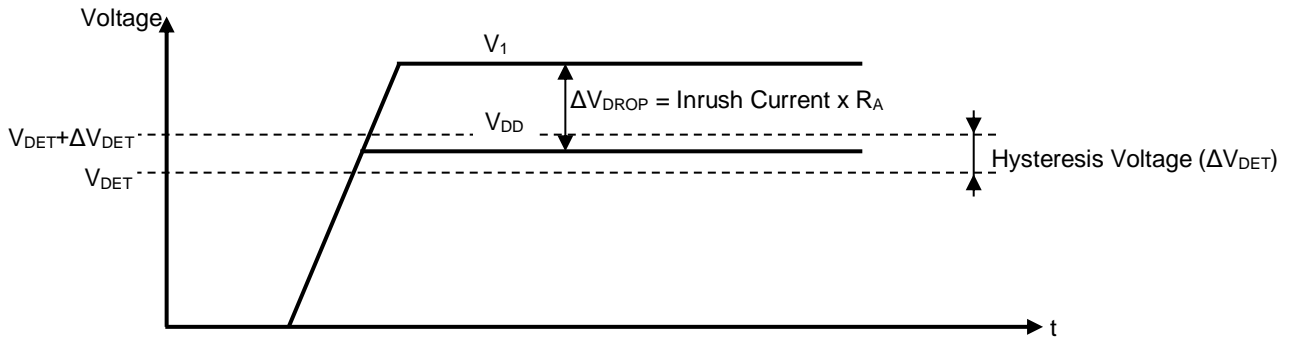 Voltage
V1
ΔVDROP = Inrush Current x RA
VDD
VDET+ΔVDET
Hysteresis Voltage (ΔVDET)
VDET
t